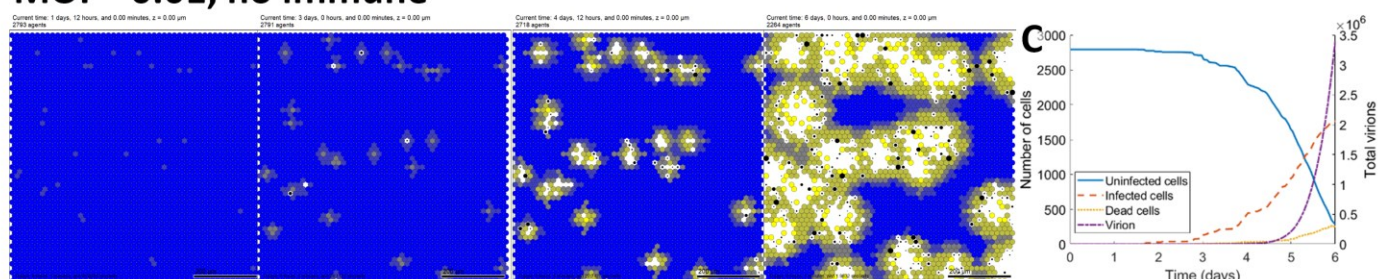 MOI = 0.01, no immune
Current time: 1 days, 12 hours, and 0.00 minutes, z = 0.00 μm
2793 agents
Current time: 3 days, 0 hours, and 0.00 minutes, z = 0.00 μm
2791 agents
Current time: 4 days, 12 hours, and 0.00 minutes, z = 0.00 μm
2718 agents
Current time: 6 days, 0 hours, and 0.00 minutes, z = 0.00 μm
2264 agents
C
×10⁶
3000
2500
2000
1500
1000
500
0
Number of cells
3.5
3
2.5
2
1.5
1
0.5
0
Total virions
Uninfected cells
Infected cells
Dead cells
Virion
0 1 2 3 4 5 6
Time (days)